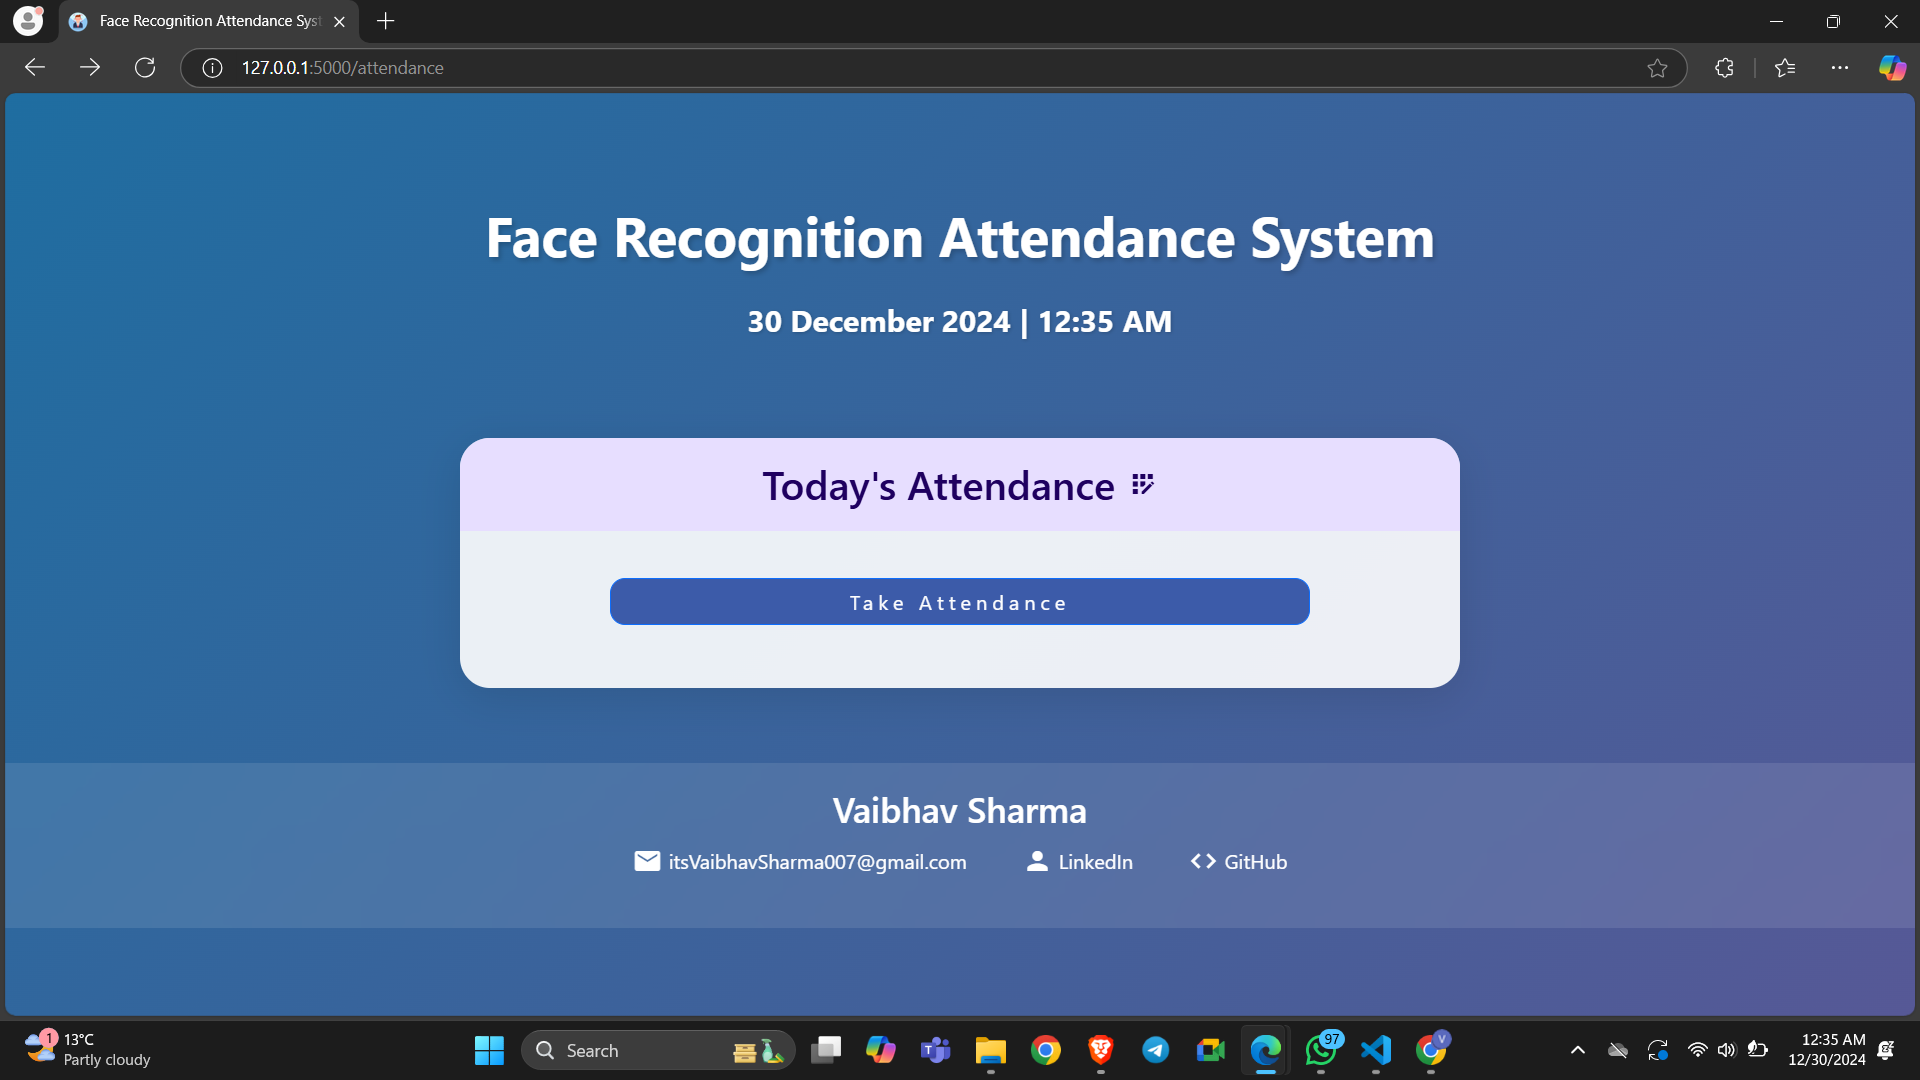 Face Recognition Attendance Syst
127.0.0.1:5000/attendance
Face Recognition Attendance System
30 December 2024 | 12:35 AM
Today's Attendance
Take Attendance
Vaibhav Sharma
itsVaibhavSharma007@gmail.com LinkedIn GitHub
1
13°C
Partly cloudy
Search
T
97
V
12:35 AM
12/30/2024